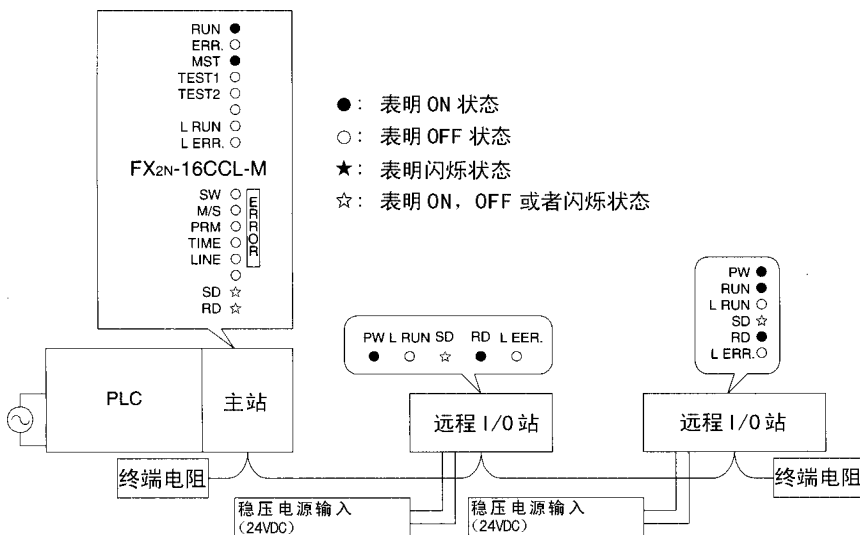 RUN ●
ERR. ○
MST ●
TEST1 ○
TEST2 ○
○
L RUN ○
L ERR. ○
FX2N-16CCL-M
SW ○
M/S ○
PRM ○
TIME ○
LINE ○
○
ERROR
SD ☆
RD ☆
●： 表明 ON 状态
○： 表明 OFF 状态
★： 表明闪烁状态
☆： 表明 ON, OFF 或者闪烁状态
PW L RUN SD RD L EER.
● ○ ☆ ● ○
PW ●
RUN ●
L RUN ○
SD ☆
RD ●
L ERR. ○
PLC
主站
远程 I/O 站
远程 I/O 站
终端电阻
终端电阻
稳压电源输入
(24VDC)
稳压电源输入
(24VDC)